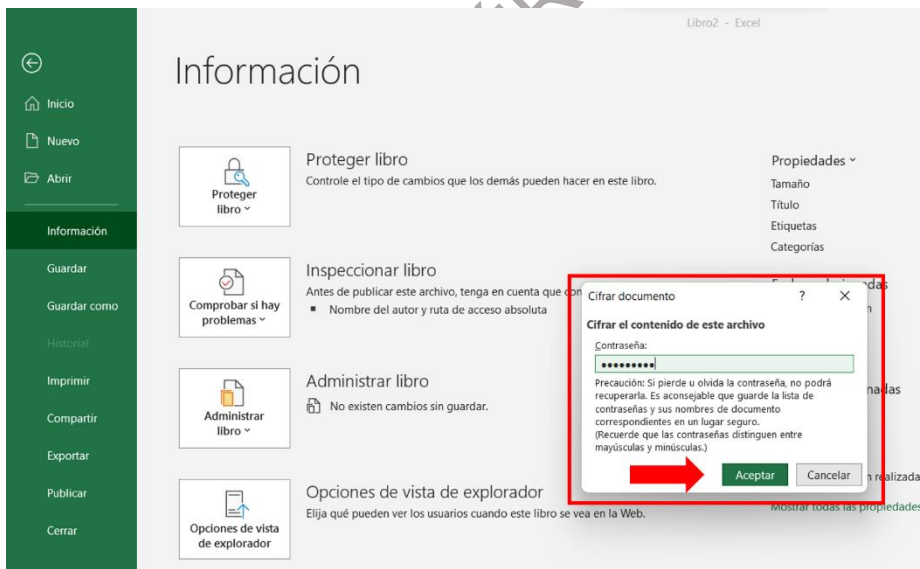 Libro2 - Excel
Información
Inicio
Nuevo
Abrir
Información
Guardar
Guardar como
Historial
Imprimir
Compartir
Exportar
Publicar
Cerrar
Proteger
libro
Proteger libro
Controle el tipo de cambios que los demás pueden hacer en este libro.
Comprobar si hay
problemas
Inspeccionar libro
Antes de publicar este archivo, tenga en cuenta que
Nombre del autor y ruta de acceso absoluta
Administrar
libro
Administrar libro
No existen cambios sin guardar.
Opciones de vista
de explorador
Opciones de vista de explorador
Elija qué pueden ver los usuarios cuando este libro se vea en la Web.
Propiedades
Tamaño
Título
Etiquetas
Categorías
Mostrar todas las propiedades
Cifrar documento ? X
Cifrar el contenido de este archivo
Contraseña:
•••••••••
Precaución: Si pierde u olvida la contraseña, no podrá
recuperarla. Es aconsejable que guarde la lista de
contraseñas y sus nombres de documento
correspondientes en un lugar seguro.
(Recuerde que las contraseñas distinguen entre
mayúsculas y minúsculas.)
Aceptar
Cancelar